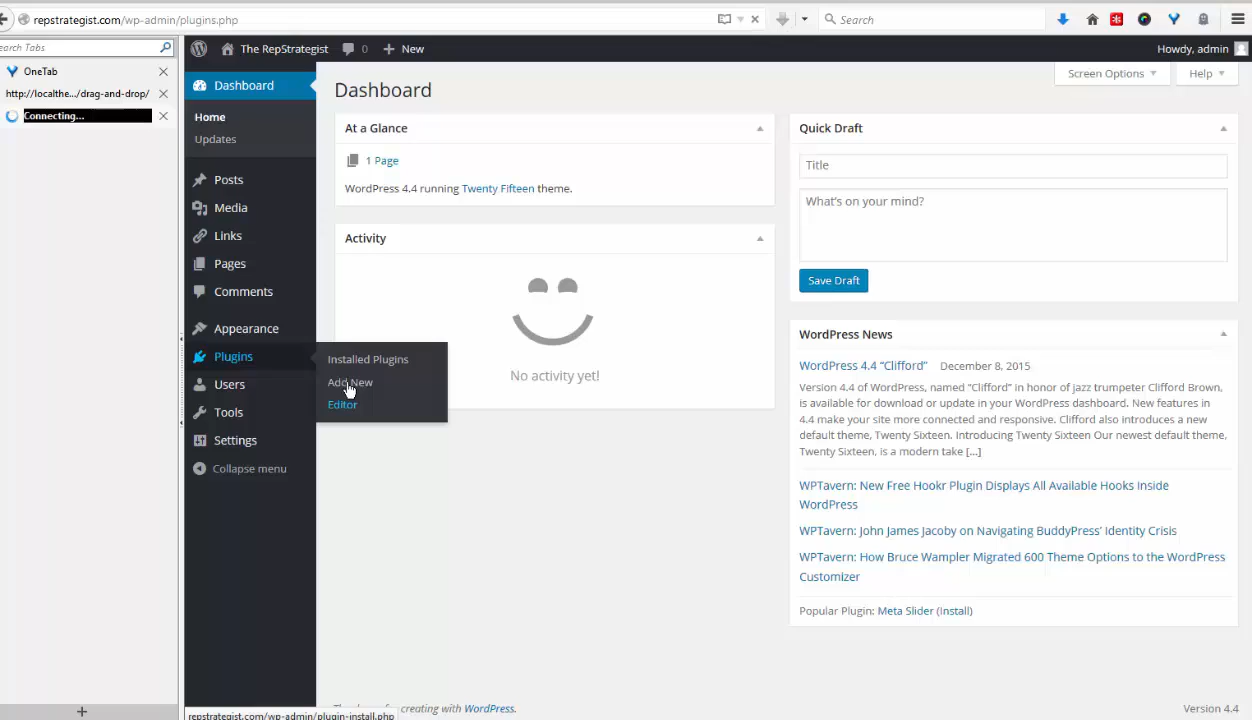 repstrategist.com/wp-admin/plugins.php
Search
earch Tabs
OneTab
http://localthe.../drag-and-drop/
Connecting...
The RepStrategist
0
New
Howdy, admin
Dashboard
Home
Updates
Posts
Media
Links
Pages
Comments
Appearance
Plugins
Users
Tools
Settings
Collapse menu
Installed Plugins
Add New
Editor
Screen Options
Help
Dashboard
At a Glance
1 Page
WordPress 4.4 running Twenty Fifteen theme.
Activity
No activity yet!
Quick Draft
Title
What's on your mind?
Save Draft
WordPress News
WordPress 4.4 “Clifford” December 8, 2015
Version 4.4 of WordPress, named “Clifford” in honor of jazz trumpeter Clifford Brown,
is available for download or update in your WordPress dashboard. New features in
4.4 make your site more connected and responsive. Clifford also introduces a new
default theme, Twenty Sixteen. Introducing Twenty Sixteen Our newest default theme,
Twenty Sixteen, is a modern take [...]
WPTavern: New Free Hookr Plugin Displays All Available Hooks Inside
WordPress
WPTavern: John James Jacoby on Navigating BuddyPress’ Identity Crisis
WPTavern: How Bruce Wampler Migrated 600 Theme Options to the WordPress
Customizer
Popular Plugin: Meta Slider (Install)
creating with WordPress.
Version 4.4
repstrategist.com/wp-admin/plugin-install.php